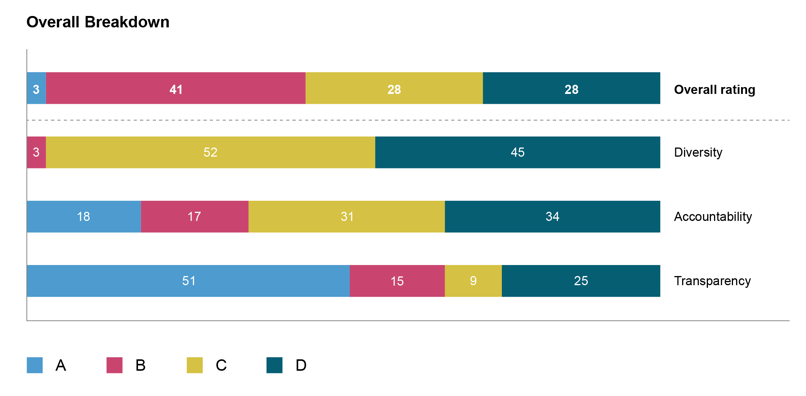 Overall Breakdown
3 41 28 28 Overall rating
3 52 45 Diversity
18 17 31 34 Accountability
51 15 9 25 Transparency
A B C D